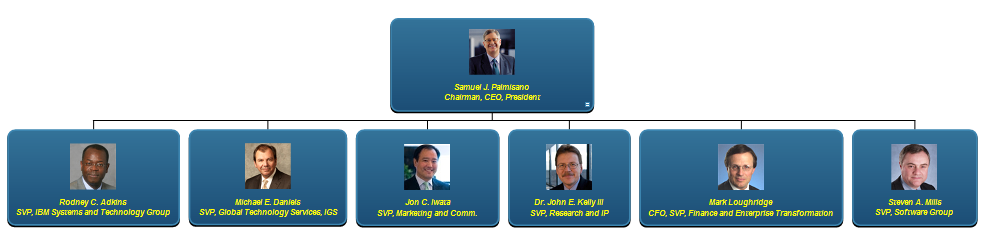 Samuel J. Palmisano
Chairman, CEO, President
Rodney C. Adkins
SVP, IBM Systems and Technology Group
Michael E. Daniels
SVP, Global Technology Services, IGS
Jon C. Iwata
SVP, Marketing and Comm.
Dr. John E. Kelly III
SVP, Research and IP
Mark Loughridge
CFO, SVP, Finance and Enterprise Transformation
Steven A. Mills
SVP, Software Group